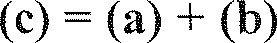 (c) = (a) + (b)